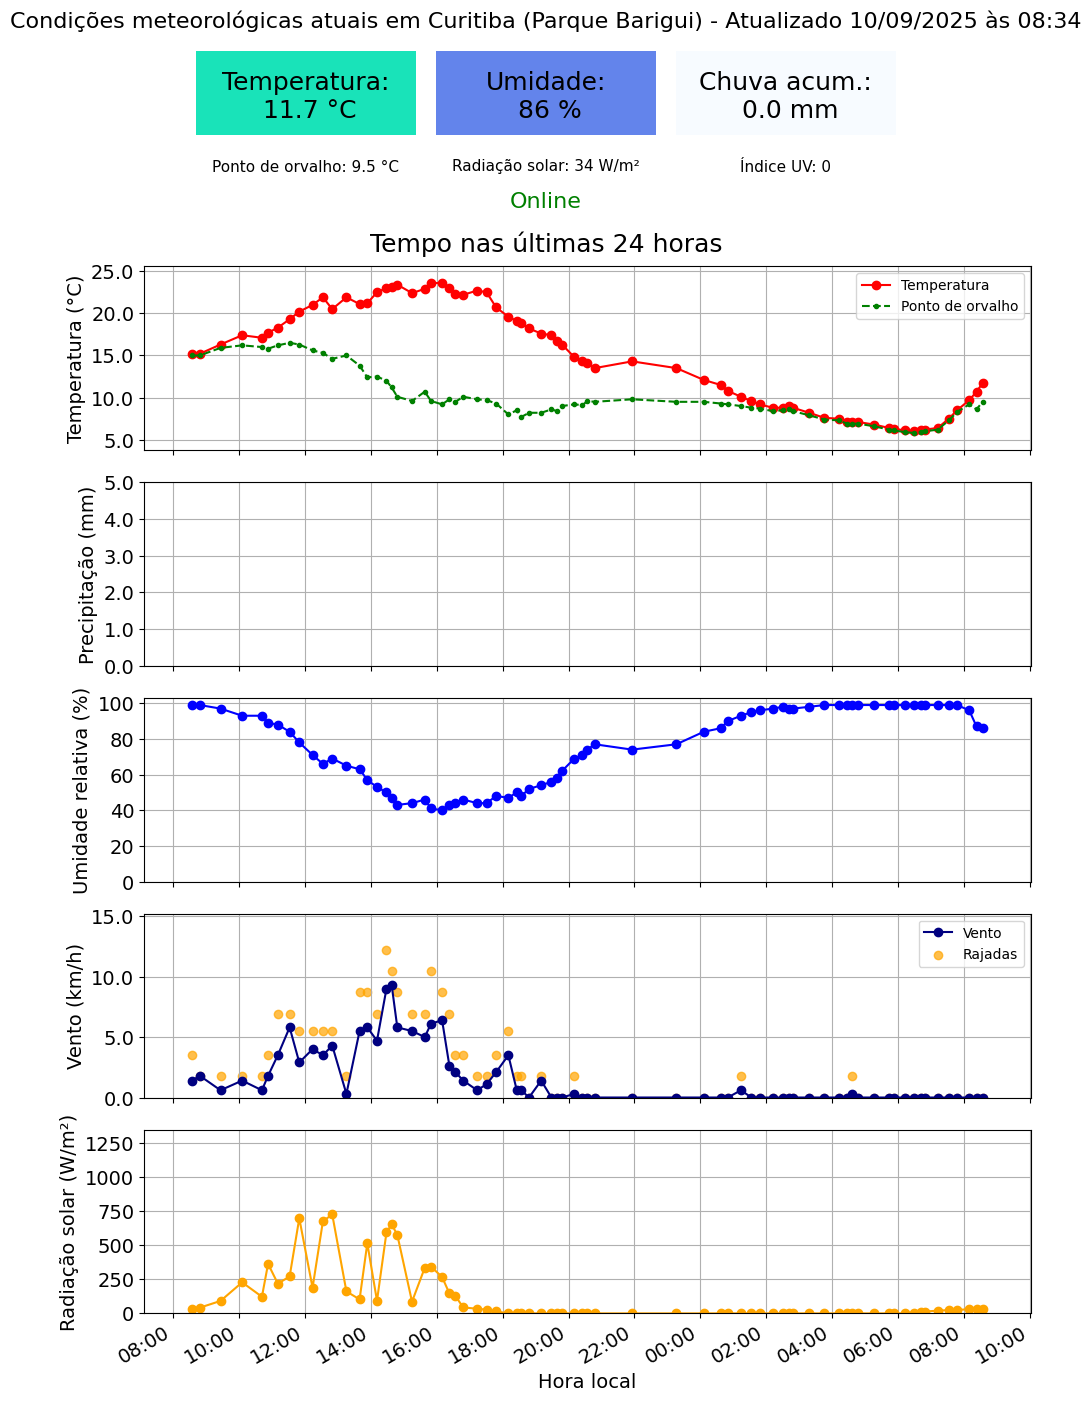 Condições meteorológicas atuais em Curitiba (Parque Barigui) - Atualizado 10/09/2025 às 08:34
Temperatura:
11.7 °C
Umidade:
86 %
Chuva acum.:
0.0 mm
Ponto de orvalho: 9.5 °C
Radiação solar: 34 W/m²
Índice UV: 0
Online
Tempo nas últimas 24 horas
Temperatura (°C)
25.0
20.0
15.0
10.0
5.0
Temperatura
Ponto de orvalho
Precipitação (mm)
5.0
4.0
3.0
2.0
1.0
0.0
Umidade relativa (%)
100
80
60
40
20
0
Vento (km/h)
15.0
10.0
5.0
0.0
Vento
Rajadas
Radiação solar (W/m²)
1250
1000
750
500
250
0
08:00
10:00
12:00
14:00
16:00
18:00
20:00
22:00
00:00
02:00
04:00
06:00
08:00
10:00
Hora local